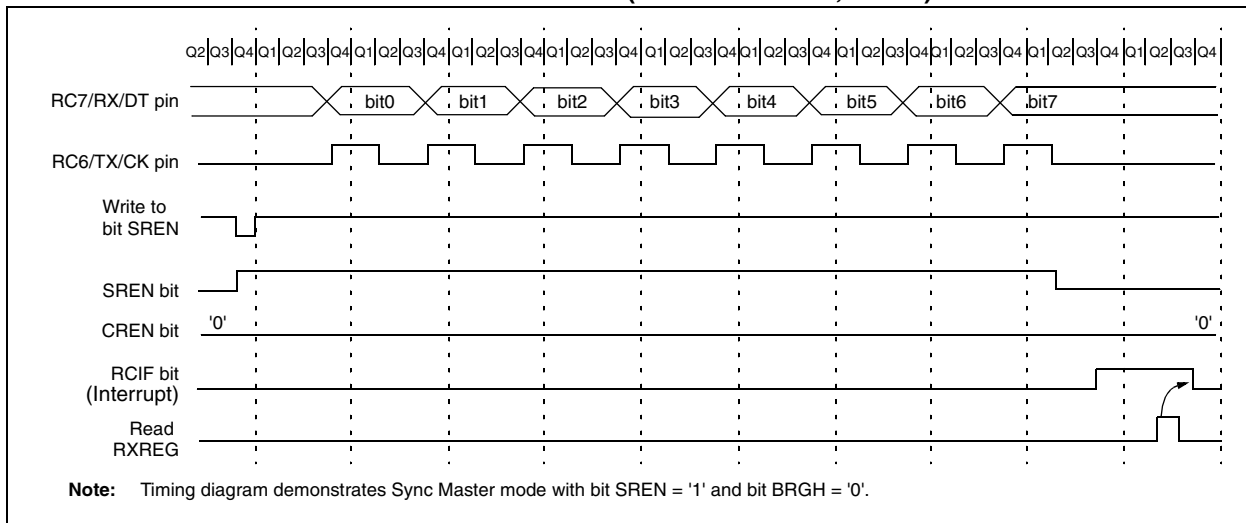 Q2 Q3 Q4 Q1 Q2 Q3 Q4 Q1 Q2 Q3 Q4 Q1 Q2 Q3 Q4 Q1 Q2 Q3 Q4 Q1 Q2 Q3 Q4 Q1 Q2 Q3 Q4 Q1 Q2 Q3 Q4 Q1 Q2 Q3 Q4 Q1 Q2 Q3 Q4 Q1 Q2 Q3 Q4
RC7/RX/DT pin bit0 bit1 bit2 bit3 bit4 bit5 bit6 bit7
RC6/TX/CK pin
Write to
bit SREN
SREN bit
CREN bit '0' '0'
RCIF bit
(Interrupt)
Read
RXREG
Note: Timing diagram demonstrates Sync Master mode with bit SREN = '1' and bit BRGH = '0'.